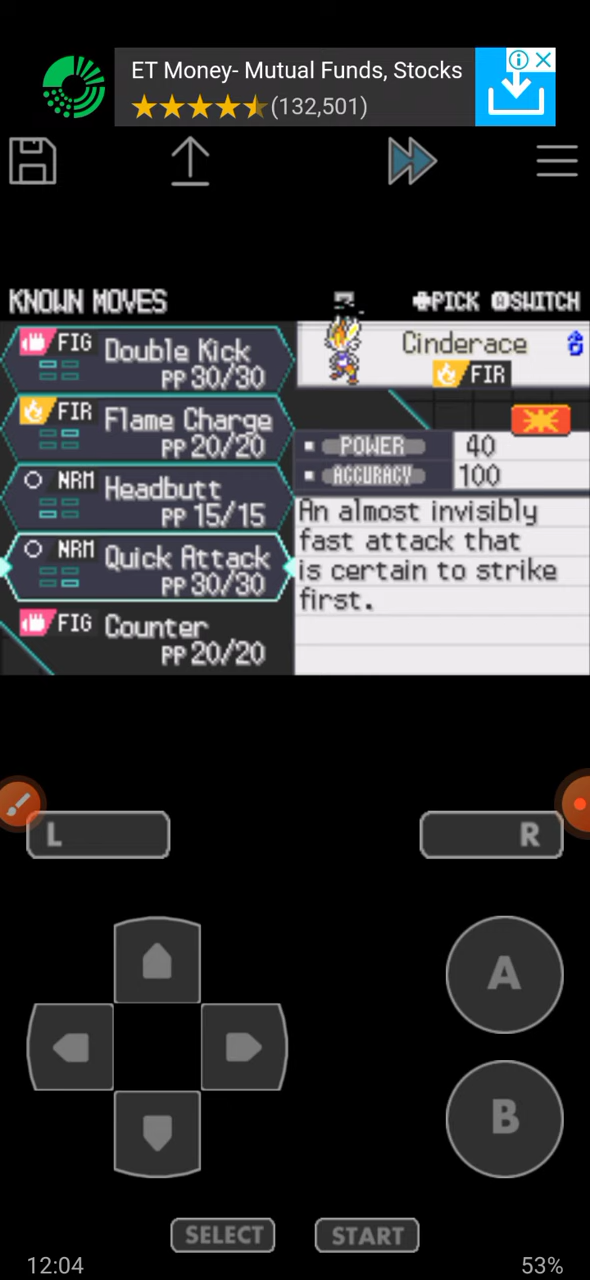 ET Money- Mutual Funds, Stocks
(132,501)
KNOWN MOVES
PICK SWITCH
FIG Double Kick
PP 30/30
FIR Flame Charge
PP 20/20
NRM Headbutt
PP 15/15
NRM Quick Attack
PP 30/30
FIG Counter
PP 20/20
Cinderace
FIR
POWER 40
ACCURACY 100
An almost invisibly
fast attack that
is certain to strike
first.
L
R
A
B
SELECT
START
12:04
53%